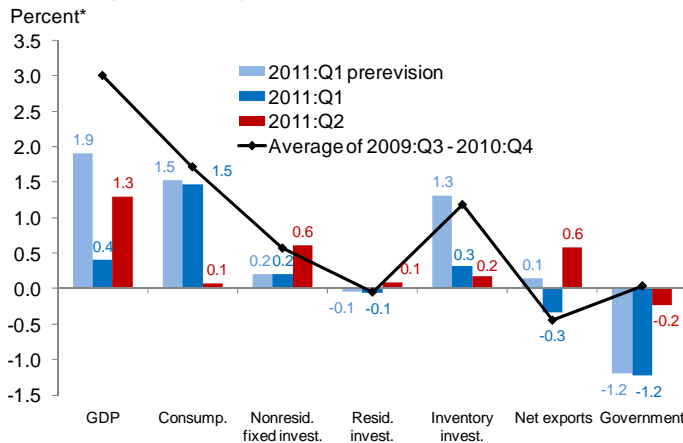 Percent*
3.5
3.0
2.5
2.0
1.5
1.0
0.5
0.0
-0.5
-1.0
-1.5
2011:Q1 prerevision
2011:Q1
2011:Q2
Average of 2009:Q3 - 2010:Q4
1.9
0.4
1.3
1.5
1.5
0.1
0.2
0.2
0.6
-0.1
-0.1
0.1
1.3
0.3
0.2
0.1
-0.3
0.6
-1.2
-1.2
-0.2
GDP
Consump.
Nonresid.
fixed invest.
Resid.
invest.
Inventory
invest.
Net exports
Government